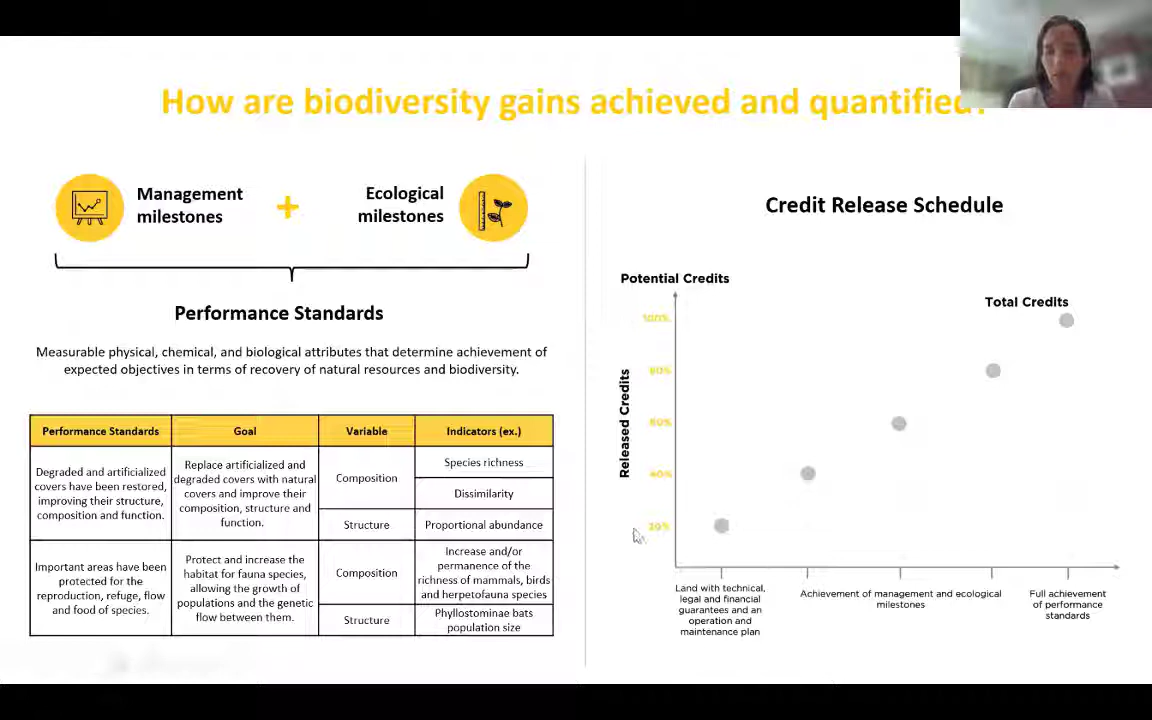 How are biodiversity gains achieved and quantified?
Management
milestones
+
Ecological
milestones
Performance Standards
Measurable physical, chemical, and biological attributes that determine achievement of
expected objectives in terms of recovery of natural resources and biodiversity.
Performance Standards
Goal
Variable
Indicators (ex.)
Degraded and artificialized
covers have been restored,
improving their structure,
composition and function.
Replace artificialized and
degraded covers with natural
covers and improve their
composition, structure and
function.
Composition
Species richness
Dissimilarity
Structure
Proportional abundance
Important areas have been
protected for the
reproduction, refuge, flow
and food of species.
Protect and increase the
habitat for fauna species,
allowing the growth of
populations and the genetic
flow between them.
Composition
Increase and/or
permanence of the
richness of mammals, birds
and herpetofauna species
Structure
Phyllostominae bats
population size
Credit Release Schedule
Potential Credits
Total Credits
Released Credits
100%
80%
60%
40%
20%
Land with technical,
legal and financial
guarantees and an
operation and
maintenance plan
Achievement of management and ecological
milestones
Full achievement
of performance
standards